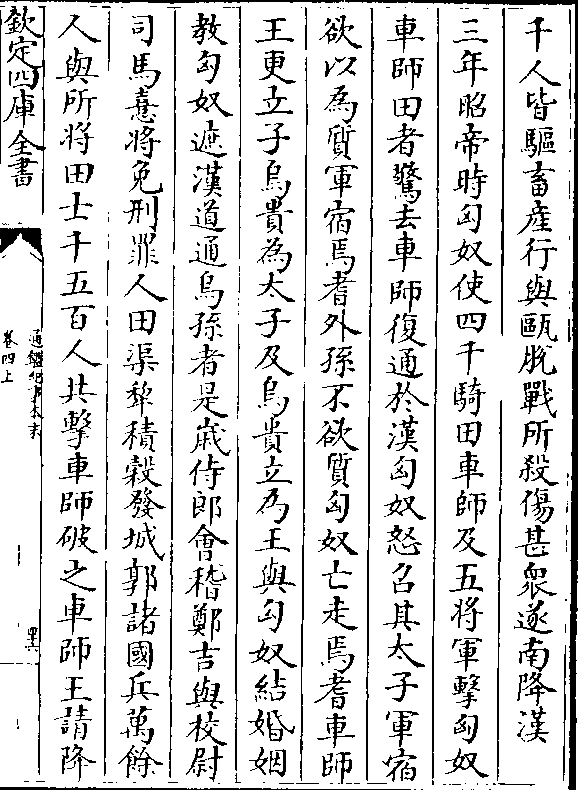 千人皆驅畜産行與甌脫戰所殺傷甚衆遂南降漢
三年昭帝時匈奴使四千騎田車師及五將軍擊匈奴
車師田者驚去車師復通於漢匈奴怒召其太子軍宿
欲以為質軍宿焉耆外孫不欲質匈奴亡走焉耆車師
王更立子烏貴為太子及烏貴立為王與匈奴結婚姻
教匈奴遮漢道通烏孫者是歲侍郎會稽鄭吉與校尉
司馬憙將免刑罪人田渠犂積穀發城郭諸國兵萬餘
人與所將田士千五百人共擊車師破之車師王請降
欽定四庫全書
通鑑紀事本末
卷四上